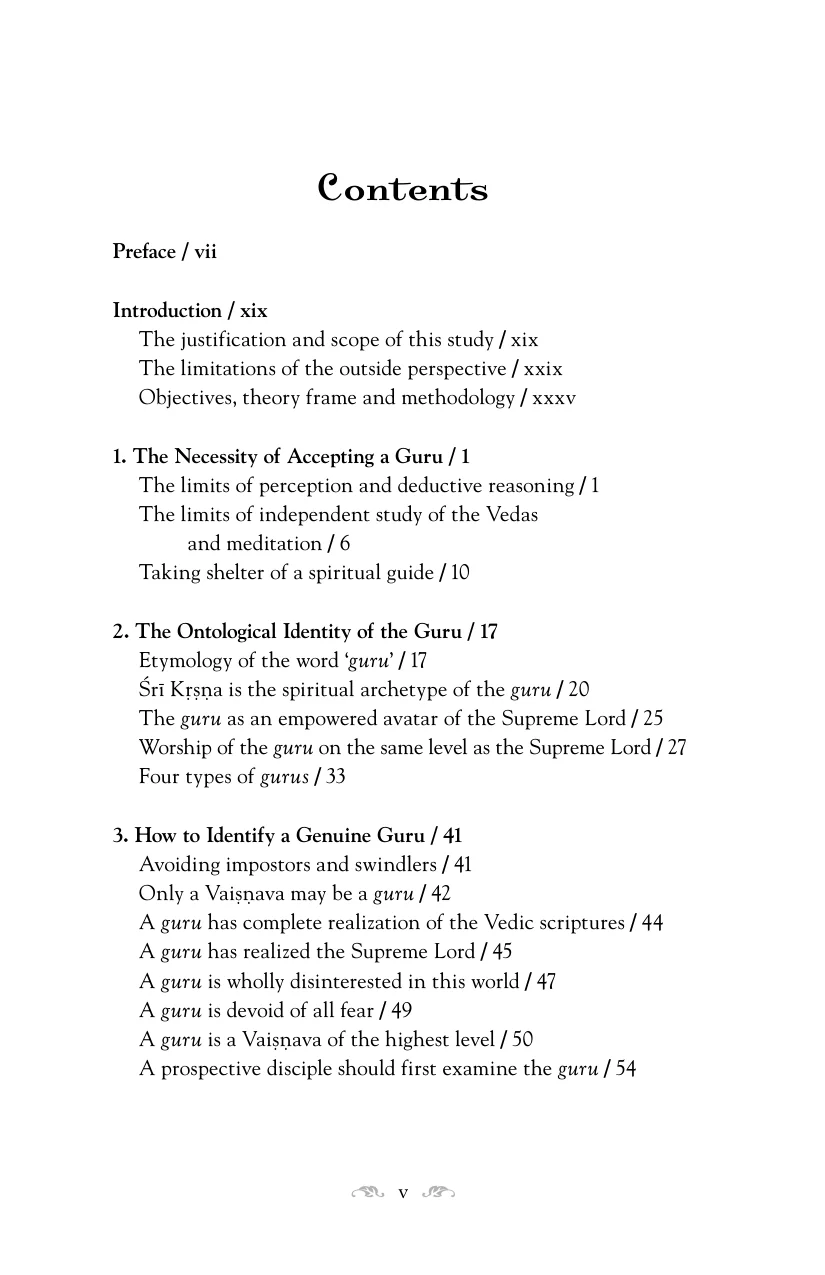 Contents
Preface / vii
Introduction / xix
The justification and scope of this study / xix
The limitations of the outside perspective / xxix
Objectives, theory frame and methodology / xxxv
1. The Necessity of Accepting a Guru / 1
The limits of perception and deductive reasoning / 1
The limits of independent study of the Vedas
and meditation / 6
Taking shelter of a spiritual guide / 10
2. The Ontological Identity of the Guru / 17
Etymology of the word ‘guru’ / 17
Śrī Kṛṣṇa is the spiritual archetype of the guru / 20
The guru as an empowered avatar of the Supreme Lord / 25
Worship of the guru on the same level as the Supreme Lord / 27
Four types of gurus / 33
3. How to Identify a Genuine Guru / 41
Avoiding impostors and swindlers / 41
Only a Vaiṣṇava may be a guru / 42
A guru has complete realization of the Vedic scriptures / 44
A guru has realized the Supreme Lord / 45
A guru is wholly disinterested in this world / 47
A guru is devoid of all fear / 49
A guru is a Vaiṣṇava of the highest level / 50
A prospective disciple should first examine the guru / 54
v